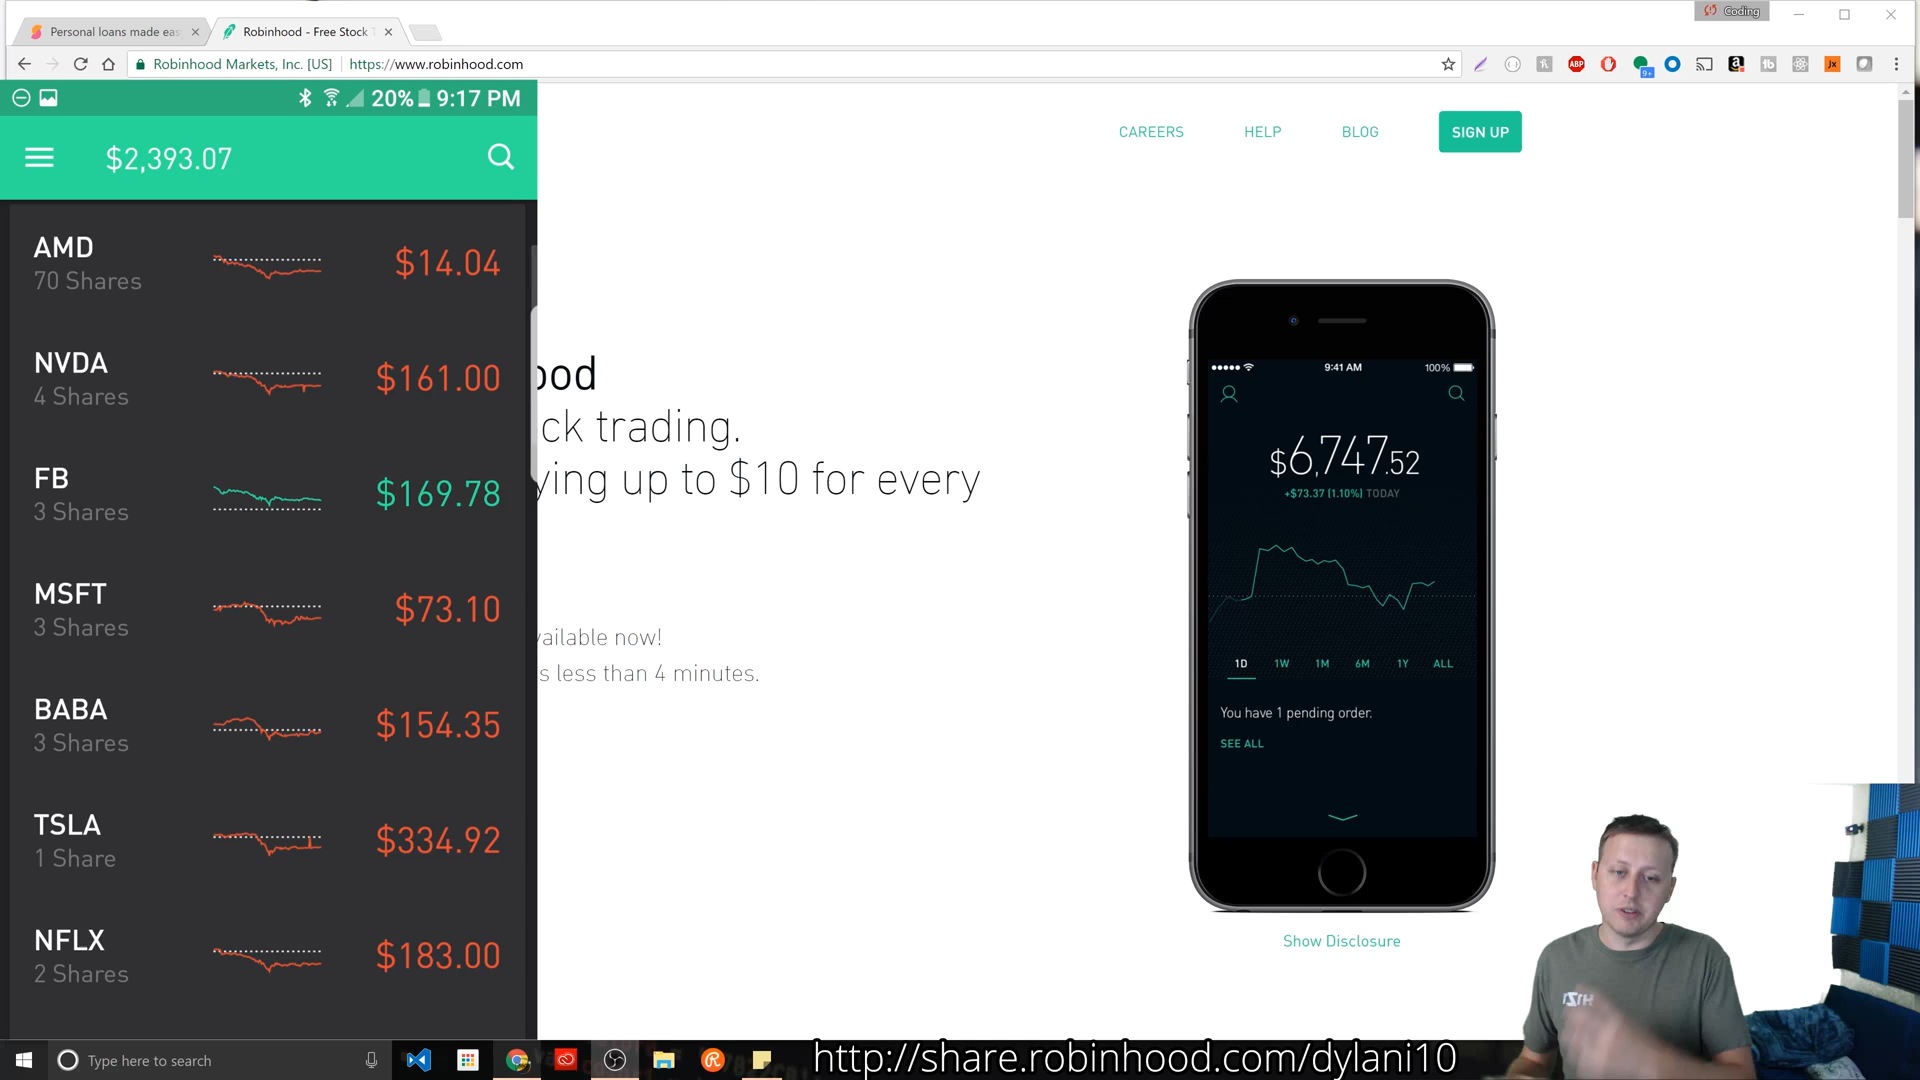 Personal loans made eas
Robinhood - Free Stock T
Coding
Robinhood Markets, Inc. [US]
https://www.robinhood.com
ABP
9+
20% 9:17 PM
$2,393.07
AMD
70 Shares
$14.04
NVDA
4 Shares
$161.00
FB
3 Shares
$169.78
MSFT
3 Shares
$73.10
BABA
3 Shares
$154.35
TSLA
1 Share
$334.92
NFLX
2 Shares
$183.00
CAREERS
HELP
BLOG
SIGN UP
ood
ck trading.
ying up to $10 for every
vailable now!
s less than 4 minutes.
9:41 AM
100%
$6,747.52
+$73.37 (1.10%) TODAY
1D 1W 1M 6M 1Y ALL
You have 1 pending order.
SEE ALL
Show Disclosure
Type here to search
http://share.robinhood.com/dylani10